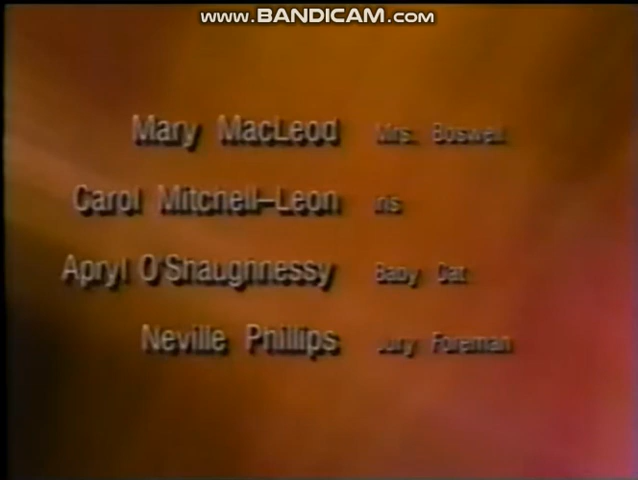 www.BANDICAM.com
Mary MacLeod Mrs. Boswell
Carol Mitchell-Leon Iris
Apryl O'Shaughnessy Baby Cat
Neville Phillips Jury Foreman